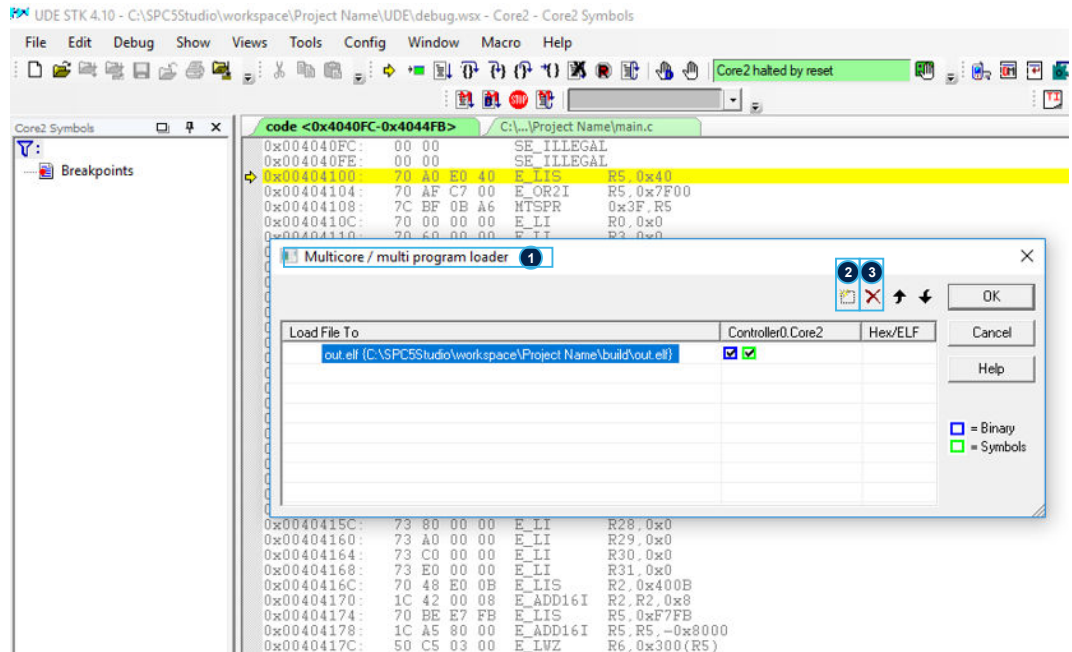 UDE STK 4.10 - C:\SPC5Studio\workspace\Project Name\UDE\debug.wsx - Core2 - Core2 Symbols
File Edit Debug Show Views Tools Config Window Macro Help
Core2 halted by reset
STOP
Core2 Symbols
code <0x4040FC-0x4044FB> C:\...\Project Name\main.c
Breakpoints
0x004040FC: 00 00 SE_ILLEGAL
0x004040FE: 00 00 SE_ILLEGAL
0x00404100: 70 A0 E0 40 E_LIS R5,0x40
0x00404104: 70 AF C7 00 E_OR2I R5,0x7F00
0x00404108: 7C BF 0B A6 MTSPR 0x3F,R5
0x0040410C: 70 00 00 00 E_LI R0,0x0
0x00404110: 70 60 00 00 E_LI R3,0x0
Multicore / multi program loader 1
2 3
OK
Load File To Controller0.Core2 Hex/ELF
Cancel
out.elf {C:\SPC5Studio\workspace\Project Name\build\out.elf}
Help
= Binary
= Symbols
0x0040415C: 73 80 00 00 E_LI R28,0x0
0x00404160: 73 A0 00 00 E_LI R29,0x0
0x00404164: 73 C0 00 00 E_LI R30,0x0
0x00404168: 73 E0 00 00 E_LI R31,0x0
0x0040416C: 70 48 E0 0B E_LIS R2,0x400B
0x00404170: 1C 42 00 08 E_ADD16I R2,R2,0x8
0x00404174: 70 BE E7 FB E_LIS R5,0xF7FB
0x00404178: 1C A5 80 00 E_ADD16I R5,R5,-0x8000
0x0040417C: 50 C5 03 00 E_LWZ R6,0x300(R5)